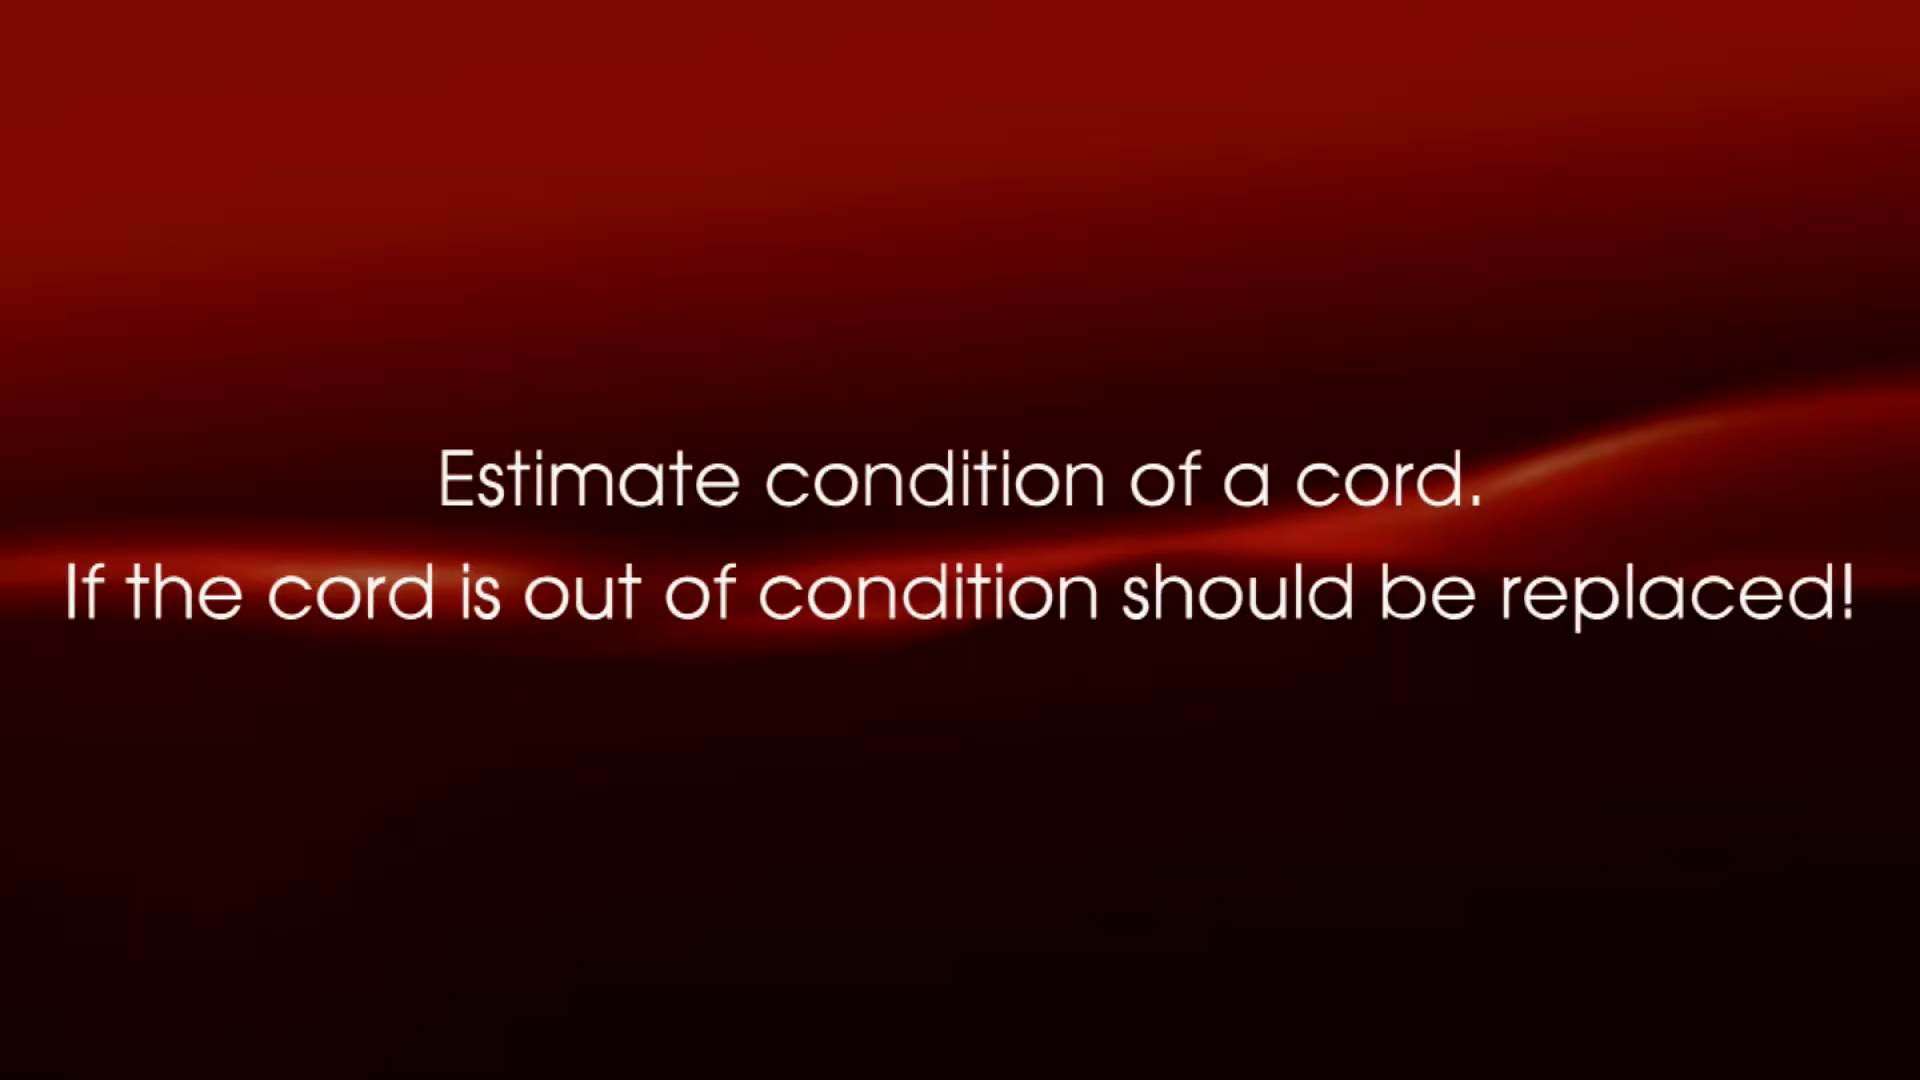 Estimate condition of a cord.
If the cord is out of condition should be replaced!